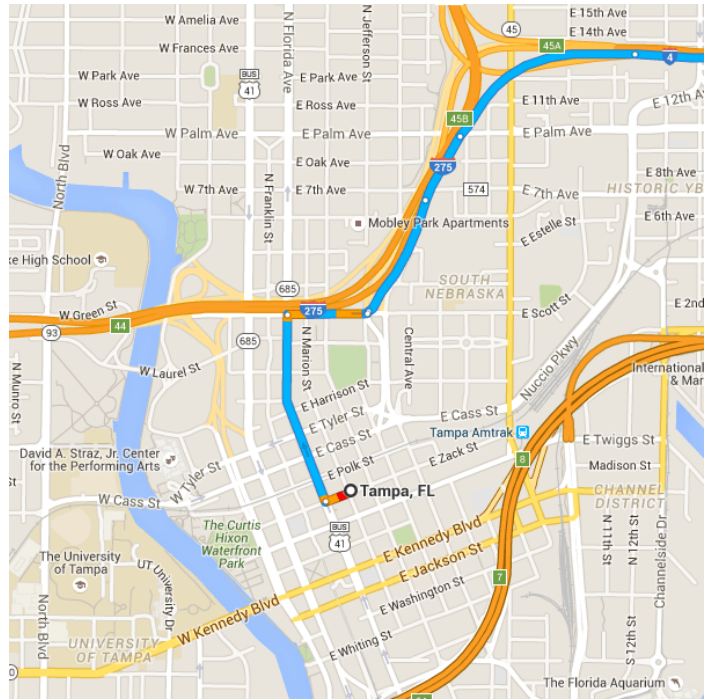 W Amelia Ave
W Frances Ave
N Florida Ave
N Jefferson St
45
E 15th Ave
E 14th Ave
45A
4
W Park Ave
W Ross Ave
BUS
41
E Park Ave
E Ross Ave
E 11th Ave
E 12th Ave
45B
North Blvd
W Palm Ave
E Palm Ave
E Palm Ave
W Oak Ave
E Oak Ave
275
W 7th Ave
E 7th Ave
574
E 7th Ave
E 8th Ave
HISTORIC YB
E 6th Ave
N Franklin St
Mobley Park Apartments
E Estelle St
ke High School
SOUTH
NEBRASKA
685
W Green St
275
44
93
E Scott St
E 2nd
N Marion St
Central Ave
685
W Laurel St
Nuccio Pkwy
International
& Mar
N Munro St
E Harrison St
E Tyler St
E Cass St
E Cass St
Tampa Amtrak
E Twiggs St
David A. Straz, Jr. Center
for the Performing Arts
W Tyler St
E Polk St
E Zack St
8
Madison St
W Cass St
Tampa, FL
CHANNEL
DISTRICT
The Curtis
Hixon
Waterfront
Park
BUS
41
E Kennedy Blvd
E Jackson St
N 11th St
N 12th St
Channelside Dr
The University
of Tampa
UT University Dr
7
E Washington St
W Kennedy Blvd
North Blvd
UNIVERSITY
OF TAMPA
E Whiting St
S 12th St
The Florida Aquarium